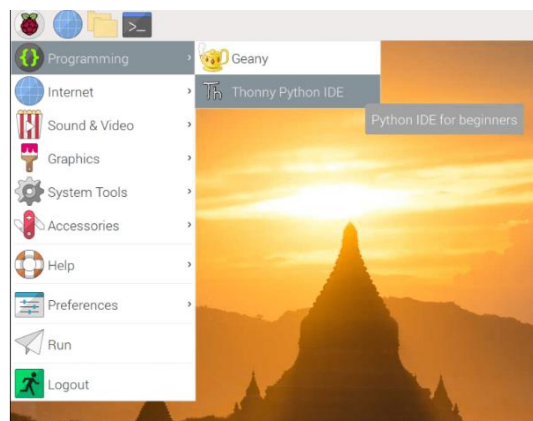 Programming
Geany
Internet
Thonny Python IDE
Python IDE for beginners
Sound & Video
Graphics
System Tools
Accessories
Help
Preferences
Run
Logout